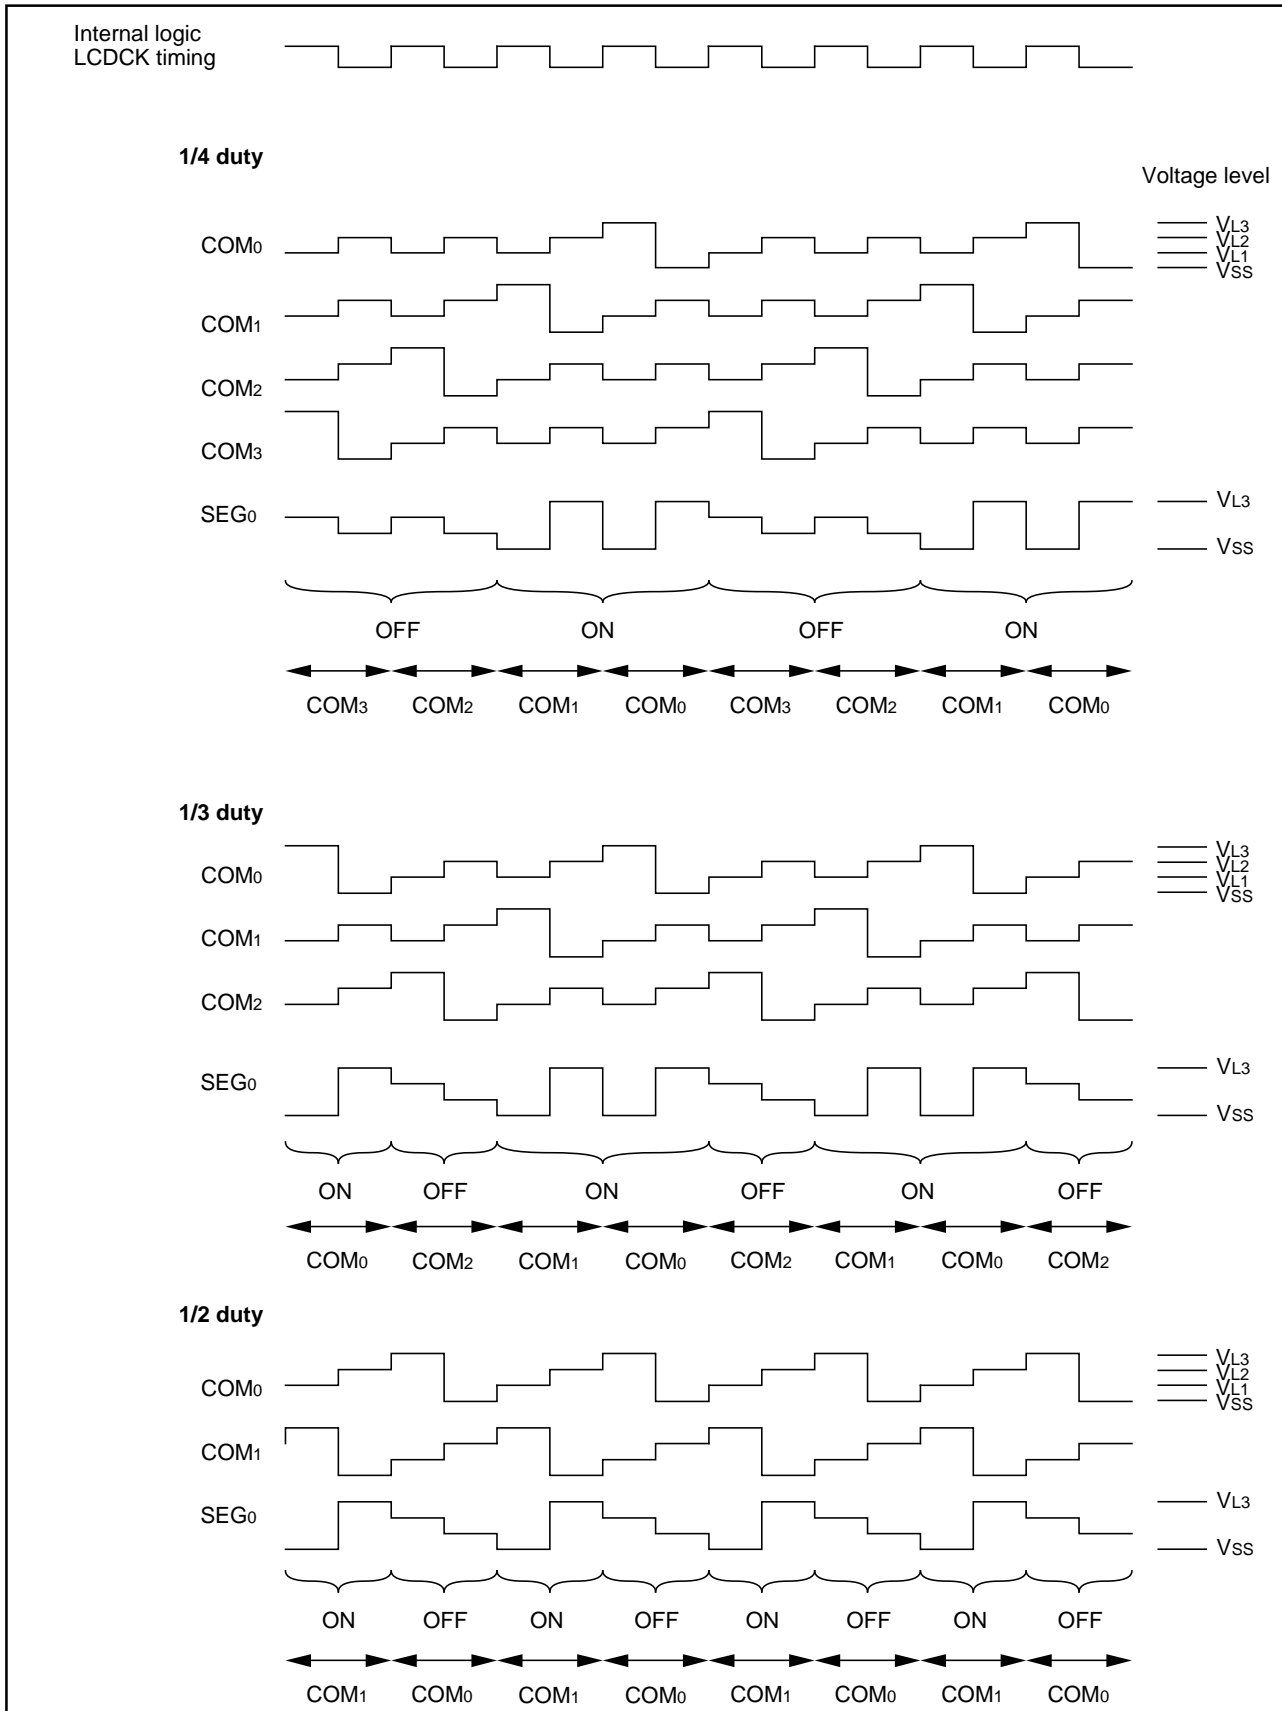 Internal logic
LCDCK timing
1/4 duty
Voltage level
COM0
VL3
VL2
VL1
VSS
COM1
COM2
COM3
SEG0
VL3
VSS
OFF ON OFF ON
COM3 COM2 COM1 COM0 COM3 COM2 COM1 COM0
1/3 duty
COM0
VL3
VL2
VL1
VSS
COM1
COM2
SEG0
VL3
VSS
ON OFF ON OFF ON OFF
COM0 COM2 COM1 COM0 COM2 COM1 COM0 COM2
1/2 duty
COM0
VL3
VL2
VL1
VSS
COM1
SEG0
VL3
VSS
ON OFF ON OFF ON OFF ON OFF
COM1 COM0 COM1 COM0 COM1 COM0 COM1 COM0